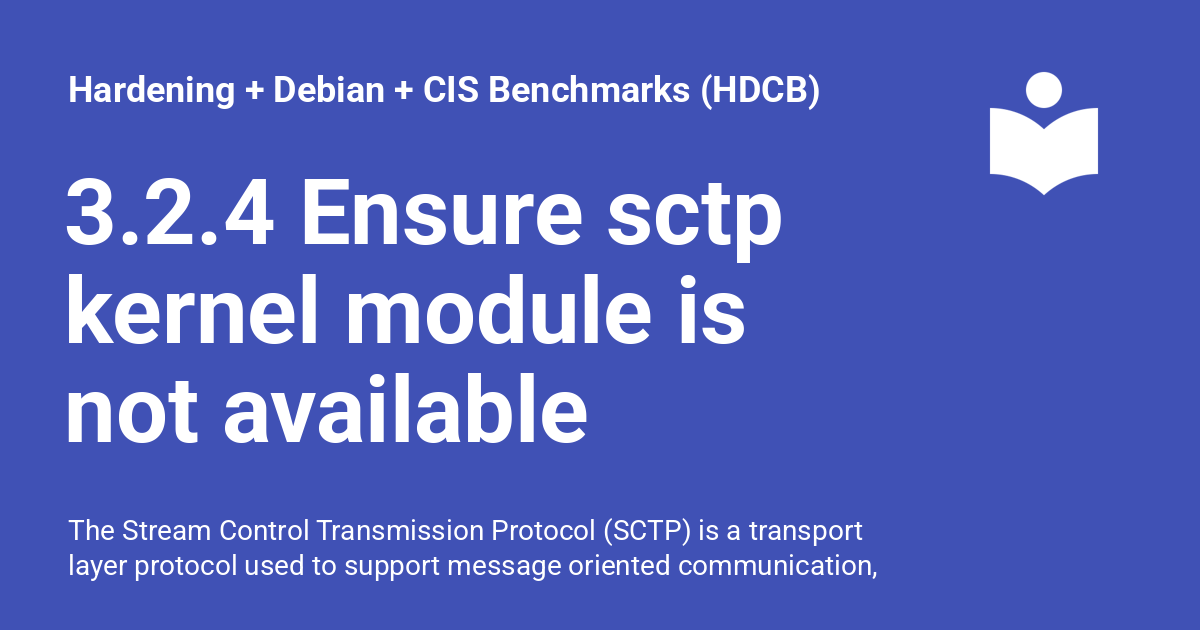 Hardening + Debian + CIS Benchmarks (HDCB)
3.2.4 Ensure sctp
kernel module is
not available
The Stream Control Transmission Protocol (SCTP) is a transport
layer protocol used to support message oriented communication,